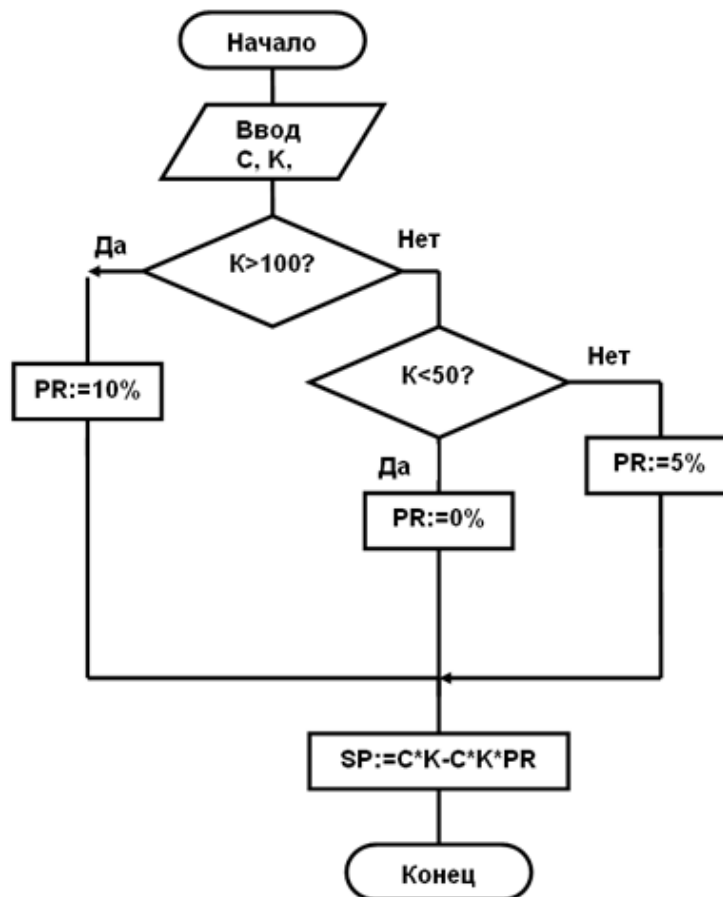 Начало
Ввод
C, K,
Да
К>100?
Нет
К<50?
Нет
PR:=10%
Да
PR:=5%
PR:=0%
SP:=C*K-C*K*PR
Конец